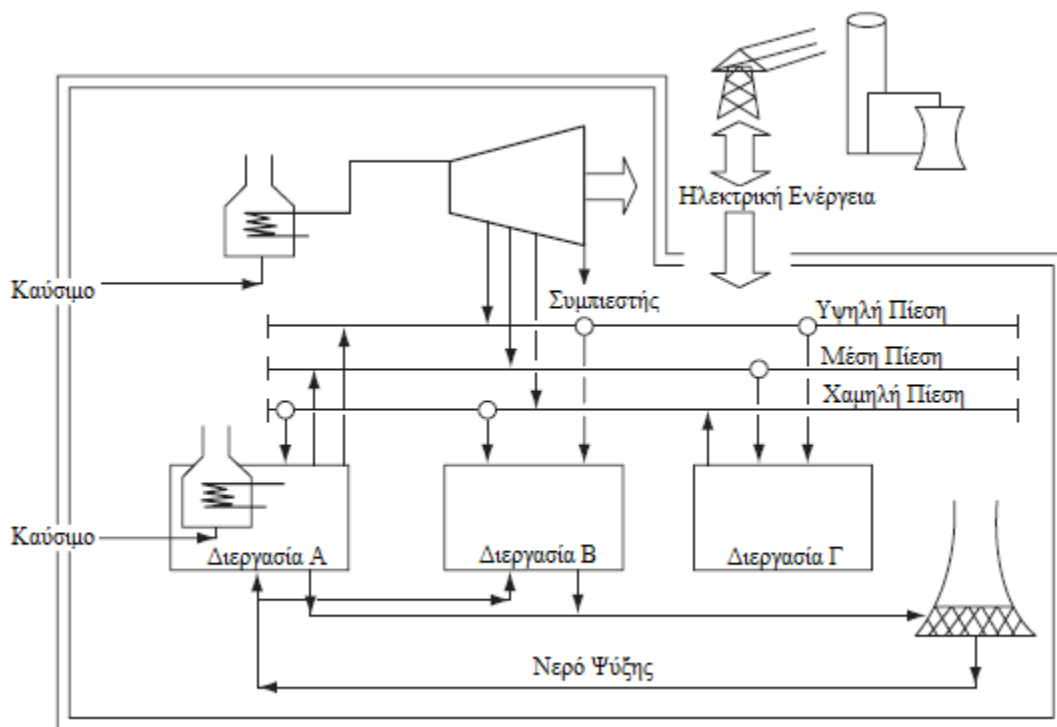 Ηλεκτρική Ενέργεια
Καύσιμο
Συμπιεστής
Υψηλή Πίεση
Μέση Πίεση
Χαμηλή Πίεση
Καύσιμο
Διεργασία Α
Διεργασία Β
Διεργασία Γ
Νερό Ψύξης